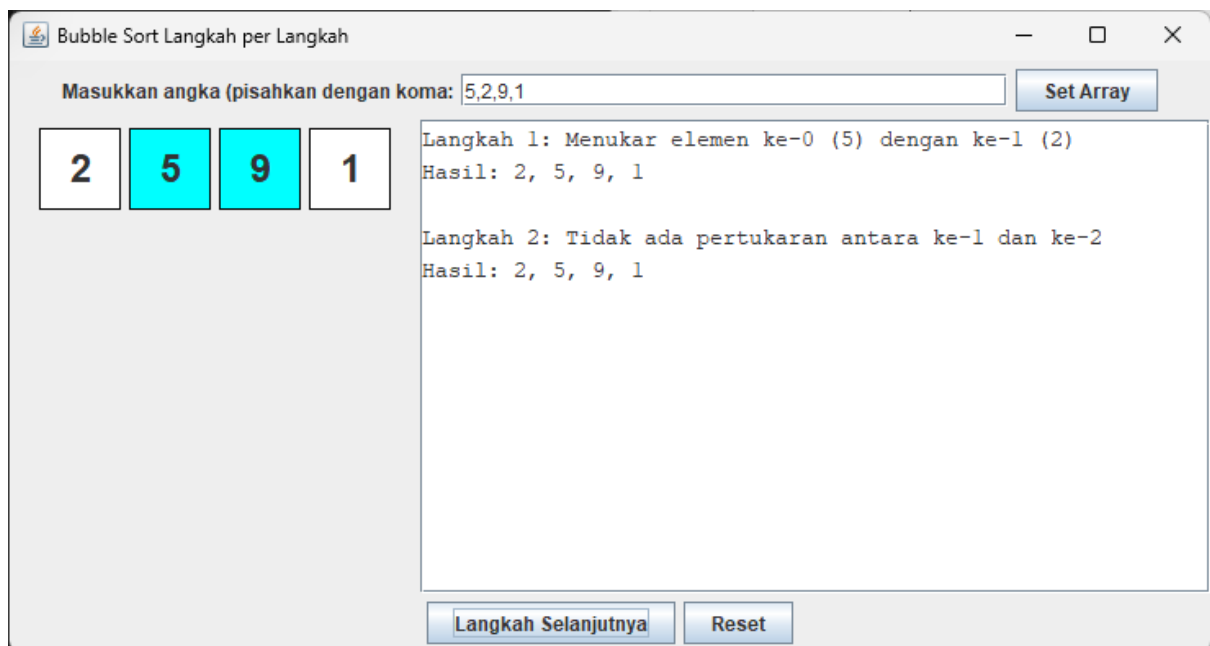 Bubble Sort Langkah per Langkah
Masukkan angka (pisahkan dengan koma: 5,2,9,1 Set Array
2 5 9 1
Langkah 1: Menukar elemen ke-0 (5) dengan ke-1 (2)
Hasil: 2, 5, 9, 1
Langkah 2: Tidak ada pertukaran antara ke-1 dan ke-2
Hasil: 2, 5, 9, 1
Langkah Selanjutnya Reset